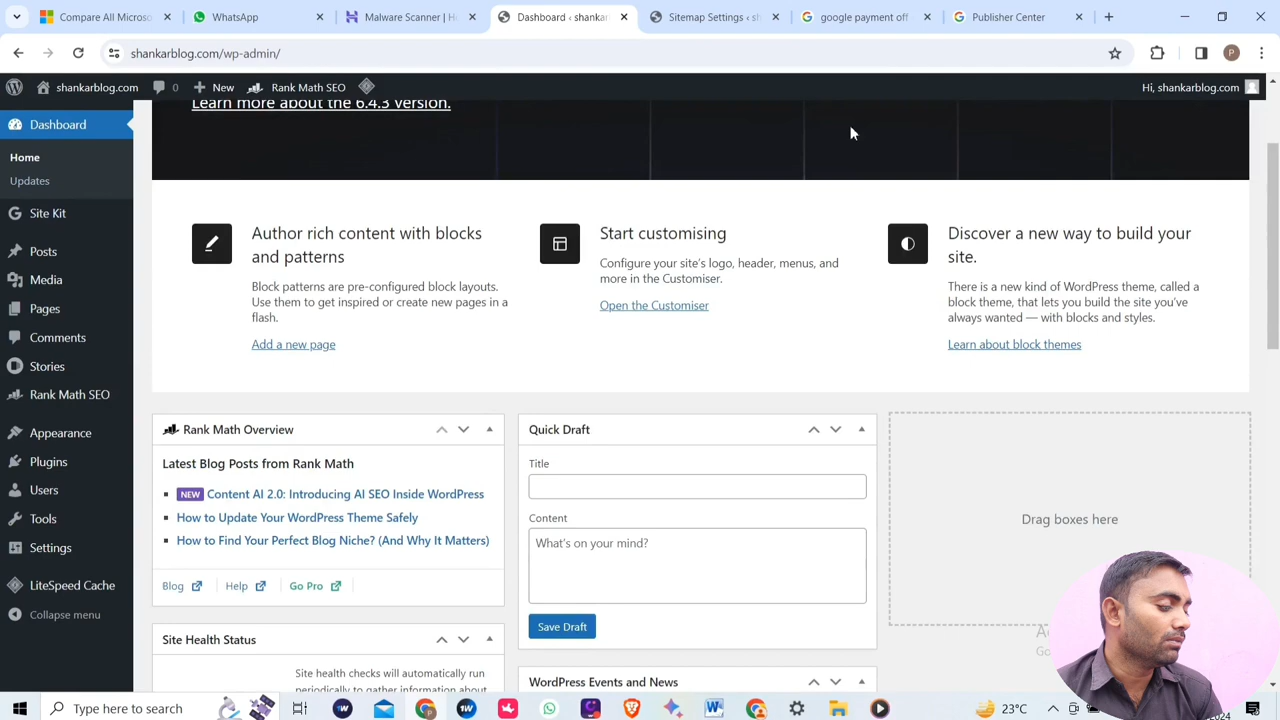 Compare All Microso
WhatsApp
Malware Scanner | Ho
Dashboard ‹ shankar
Sitemap Settings ‹ sh
google payment off
Publisher Center
shankarblog.com/wp-admin/
shankarblog.com
0
New
Rank Math SEO
Hi, shankarblog.com
Learn more about the 6.4.3 version.
Dashboard
Home
Updates
Site Kit
Posts
Media
Pages
Comments
Stories
Rank Math SEO
Appearance
Plugins
Users
Tools
Settings
LiteSpeed Cache
Collapse menu
Author rich content with blocks
and patterns
Block patterns are pre-configured block layouts.
Use them to get inspired or create new pages in a
flash.
Add a new page
Start customising
Configure your site's logo, header, menus, and
more in the Customiser.
Open the Customiser
Discover a new way to build your
site.
There is a new kind of WordPress theme, called a
block theme, that lets you build the site you've
always wanted — with blocks and styles.
Learn about block themes
Rank Math Overview
Latest Blog Posts from Rank Math
NEW Content AI 2.0: Introducing AI SEO Inside WordPress
How to Update Your WordPress Theme Safely
How to Find Your Perfect Blog Niche? (And Why It Matters)
Blog
Help
Go Pro
Site Health Status
Site health checks will automatically run
periodically to gather information about
Quick Draft
Title
Content
What's on your mind?
Save Draft
WordPress Events and News
Drag boxes here
Type here to search
23°C